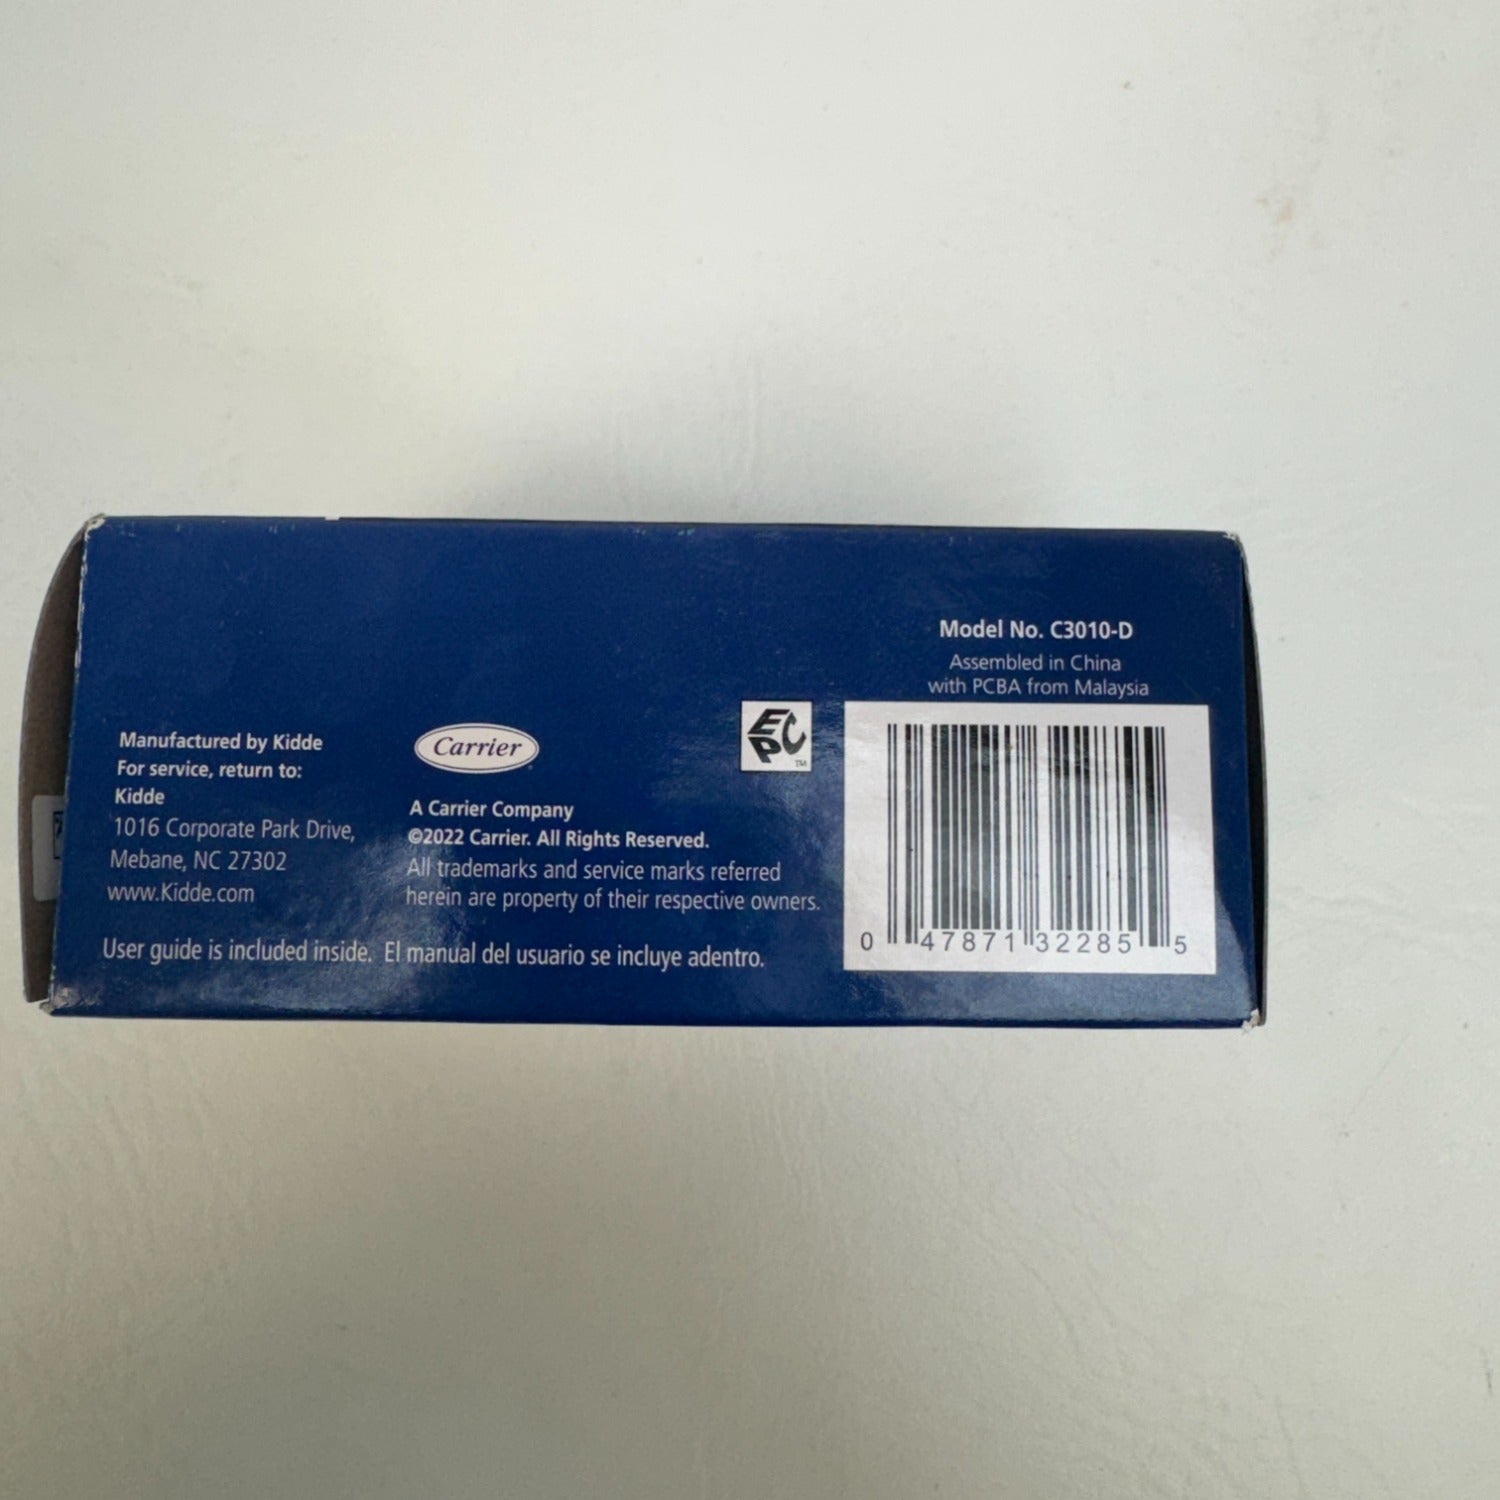 Model No. C3010-D
Assembled in China
with PCBA from Malaysia
Manufactured by Kidde
For service, return to:
Kidde
1016 Corporate Park Drive,
Mebane, NC 27302
www.Kidde.com
Carrier
A Carrier Company
©2022 Carrier. All Rights Reserved.
All trademarks and service marks referred
herein are property of their respective owners.
User guide is included inside. El manual del usuario se incluye adentro.
EPC
TM
0 47871 32285 5